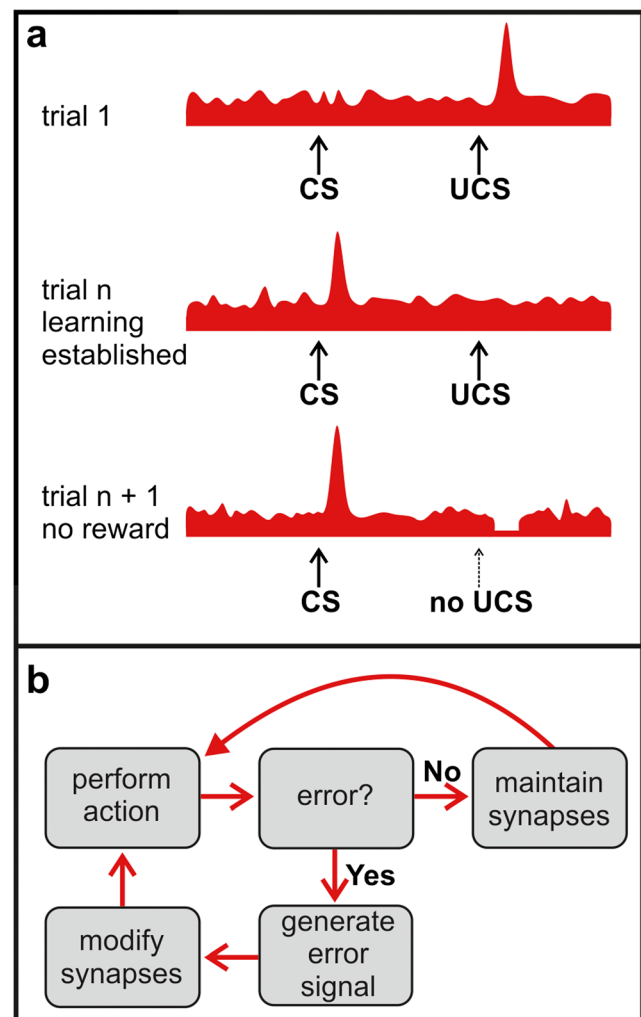 a
trial 1
CS
UCS
trial n
learning
established
CS
UCS
trial n + 1
no reward
CS
no UCS
b
perform
action
error?
No
maintain
synapses
Yes
modify
synapses
generate
error
signal